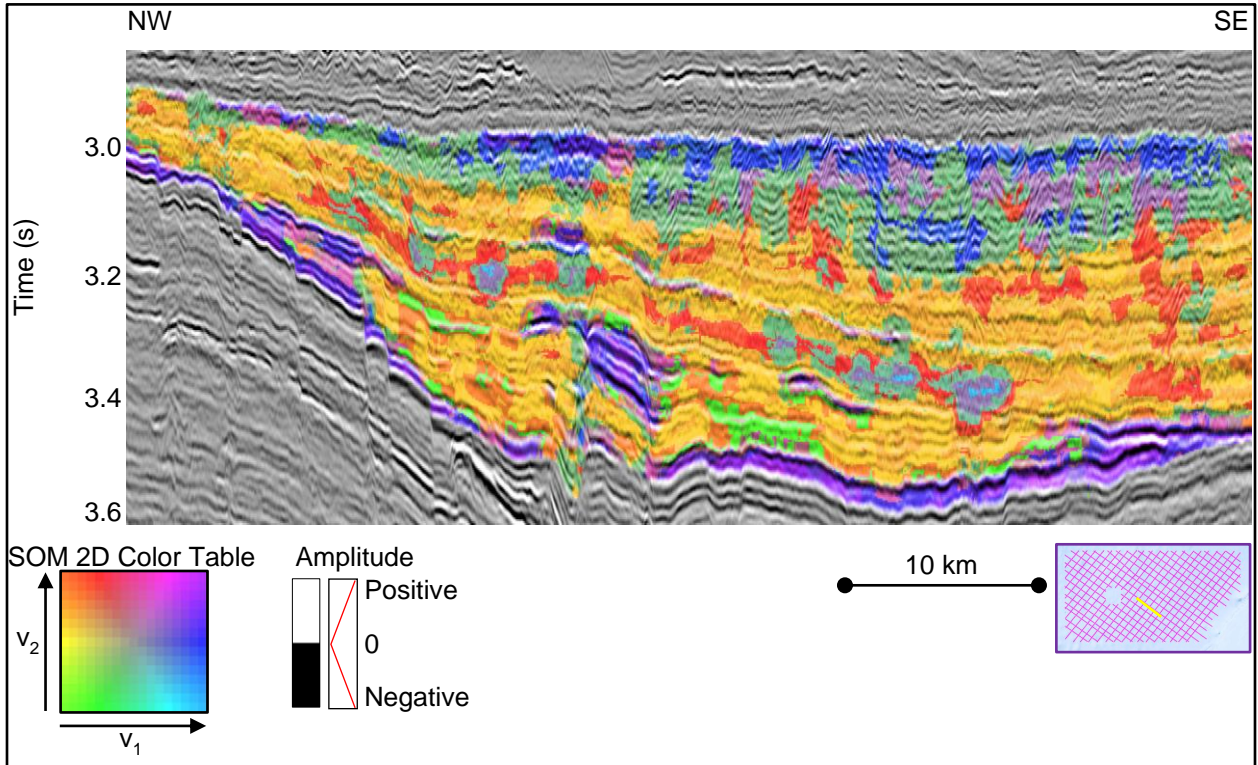 NW SE
3.0
3.2
3.4
3.6
Time (s)
SOM 2D Color Table
v2
v1
Amplitude
Positive
0
Negative
10 km